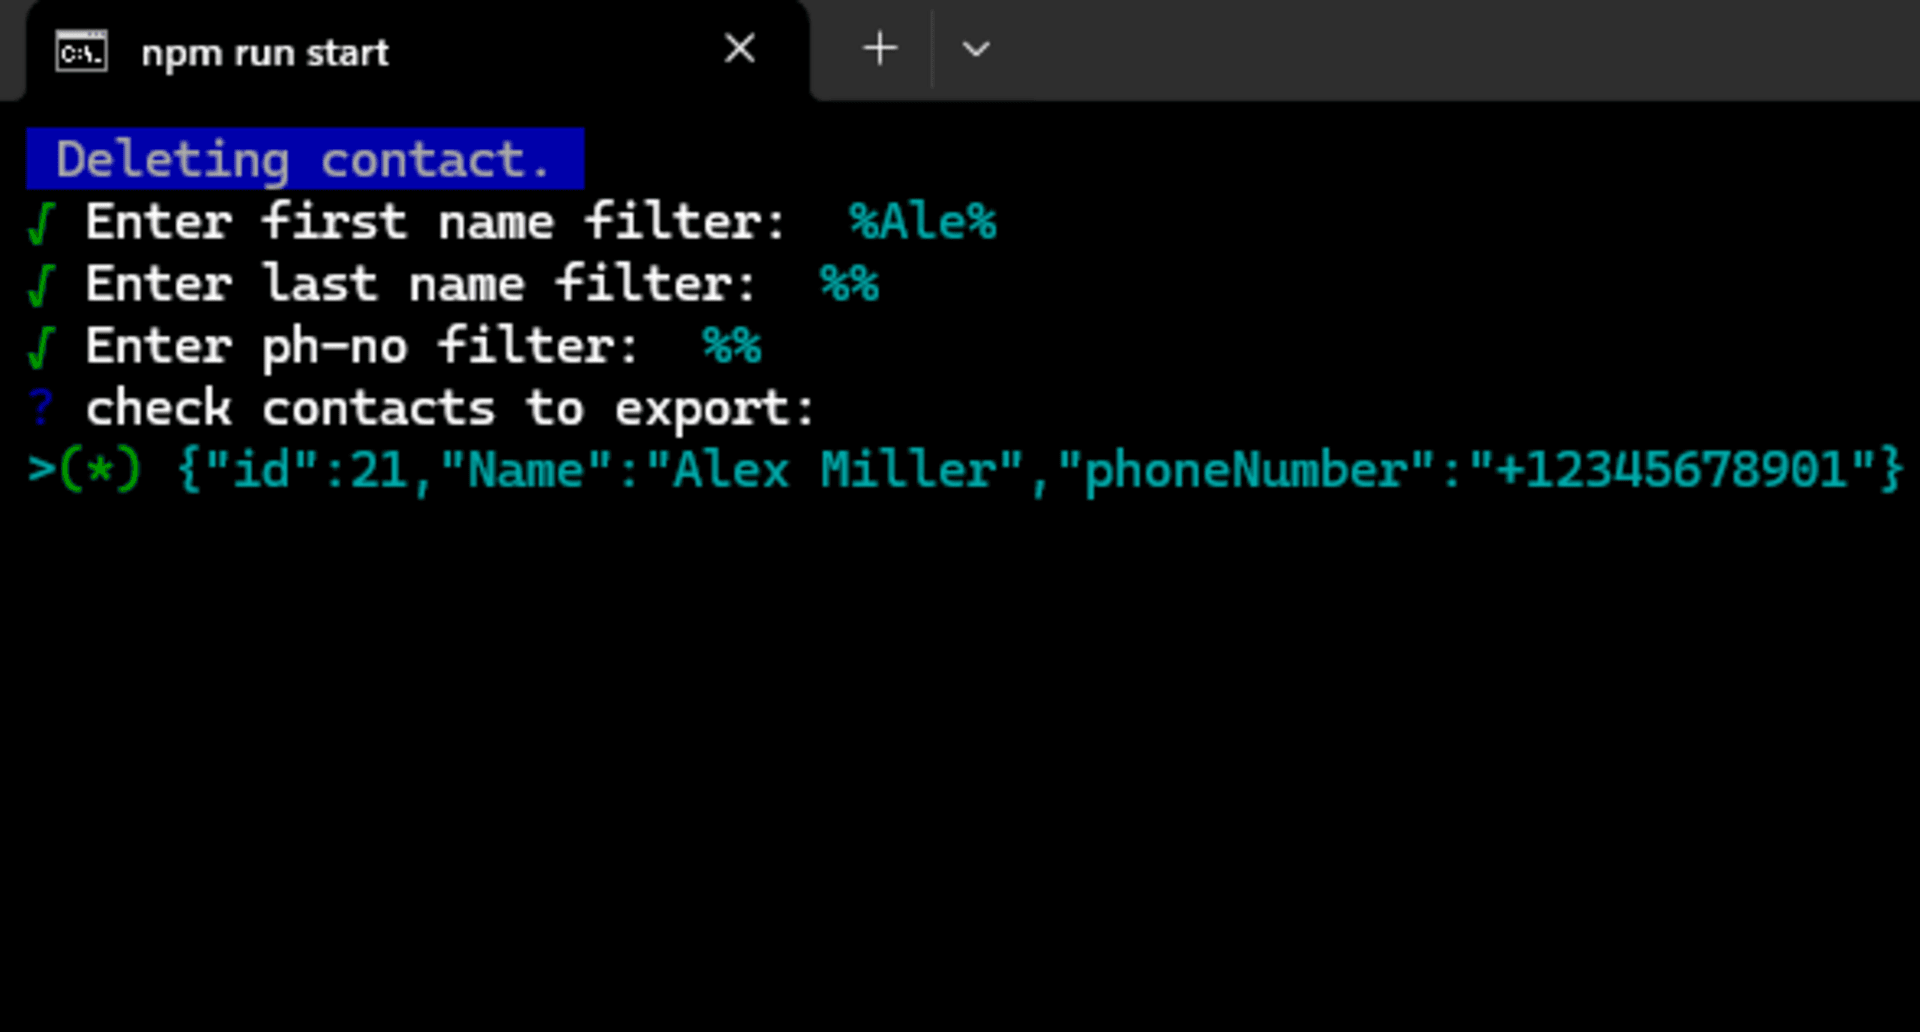 C:\. npm run start
Deleting contact.
√ Enter first name filter:  %Ale%
√ Enter last name filter:  %%
√ Enter ph-no filter:  %%
? check contacts to export:
>(*) {"id":21,"Name":"Alex Miller","phoneNumber":"+12345678901"}